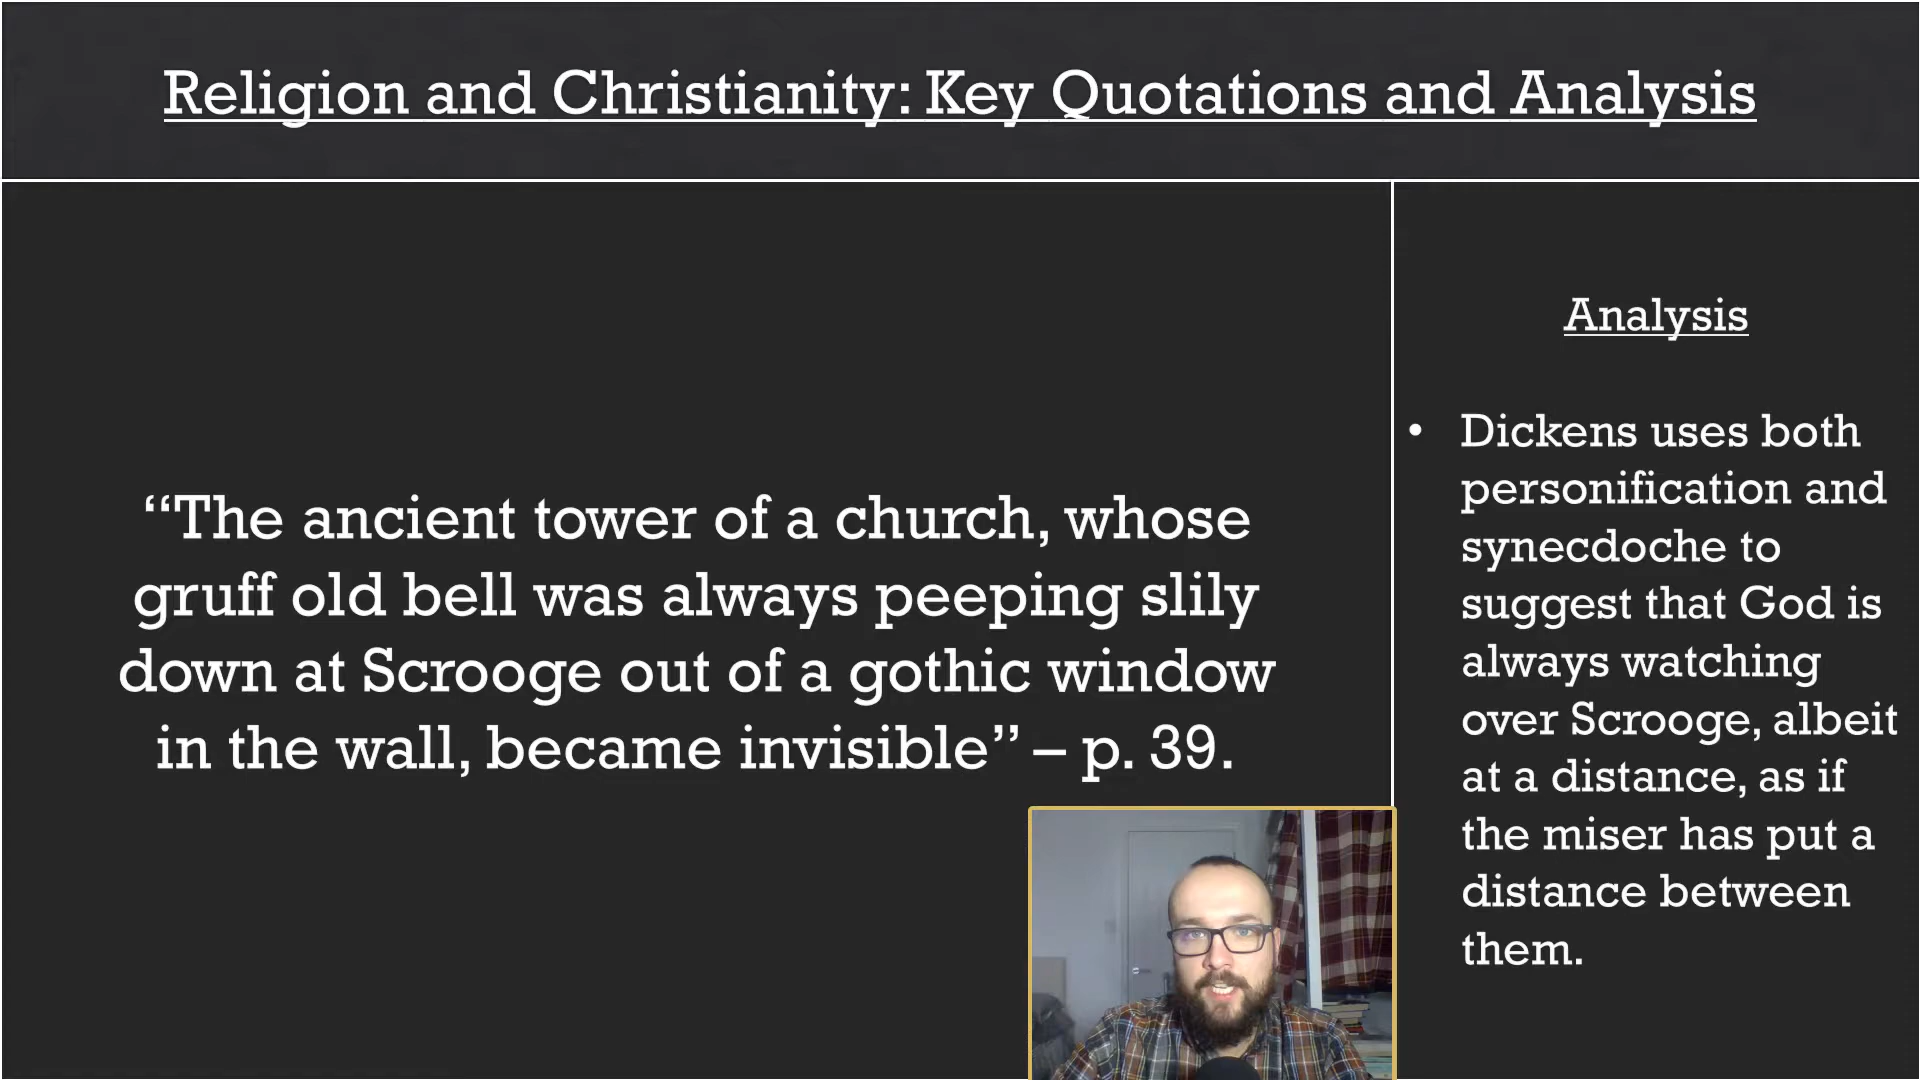 Religion and Christianity: Key Quotations and Analysis
“The ancient tower of a church, whose
gruff old bell was always peeping slily
down at Scrooge out of a gothic window
in the wall, became invisible” – p. 39.
Analysis
• Dickens uses both
personification and
synecdoche to
suggest that God is
always watching
over Scrooge, albeit
at a distance, as if
the miser has put a
distance between
them.